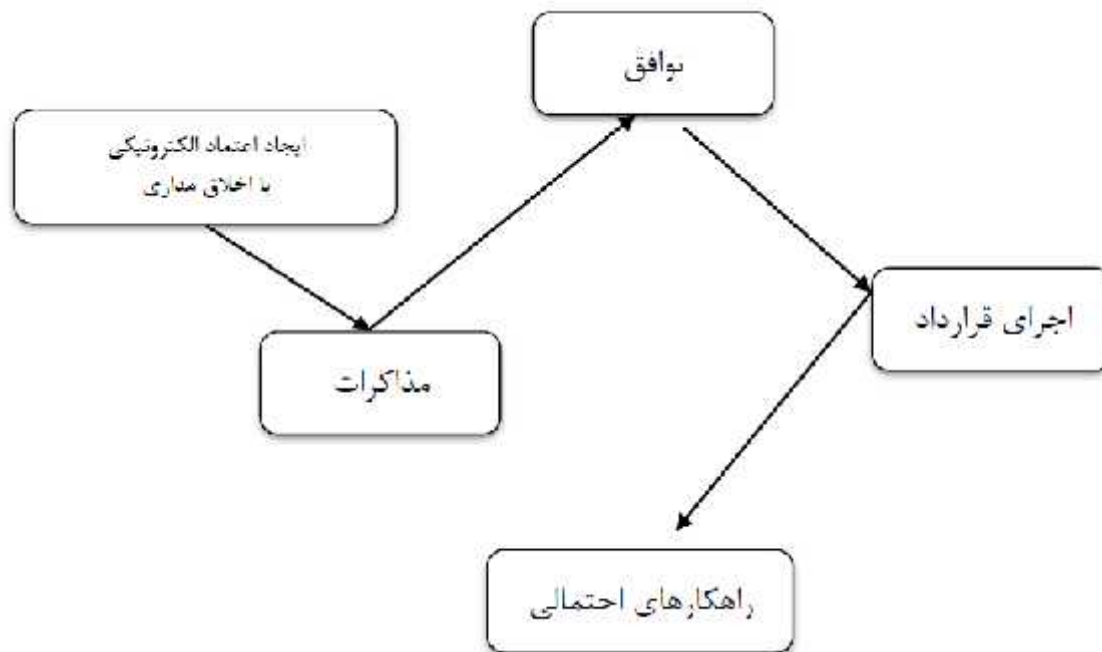 توافق
ایجاد اعتماد الکترونیکی
با اخلاق مداری
اجرای قرارداد
مذاکرات
راهکارهای احتمالی